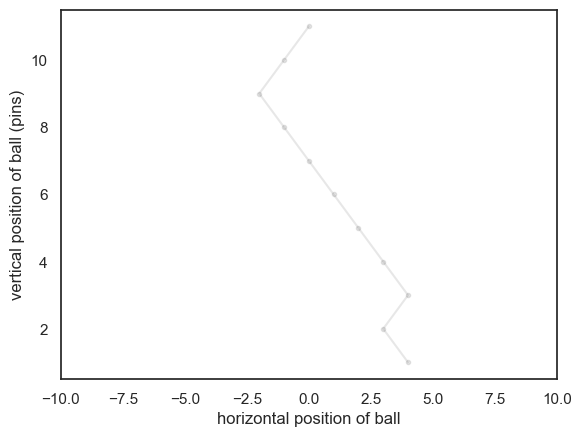 vertical position of ball (pins)
10
8
6
4
2
−10.0 −7.5 −5.0 −2.5 0.0 2.5 5.0 7.5 10.0
horizontal position of ball